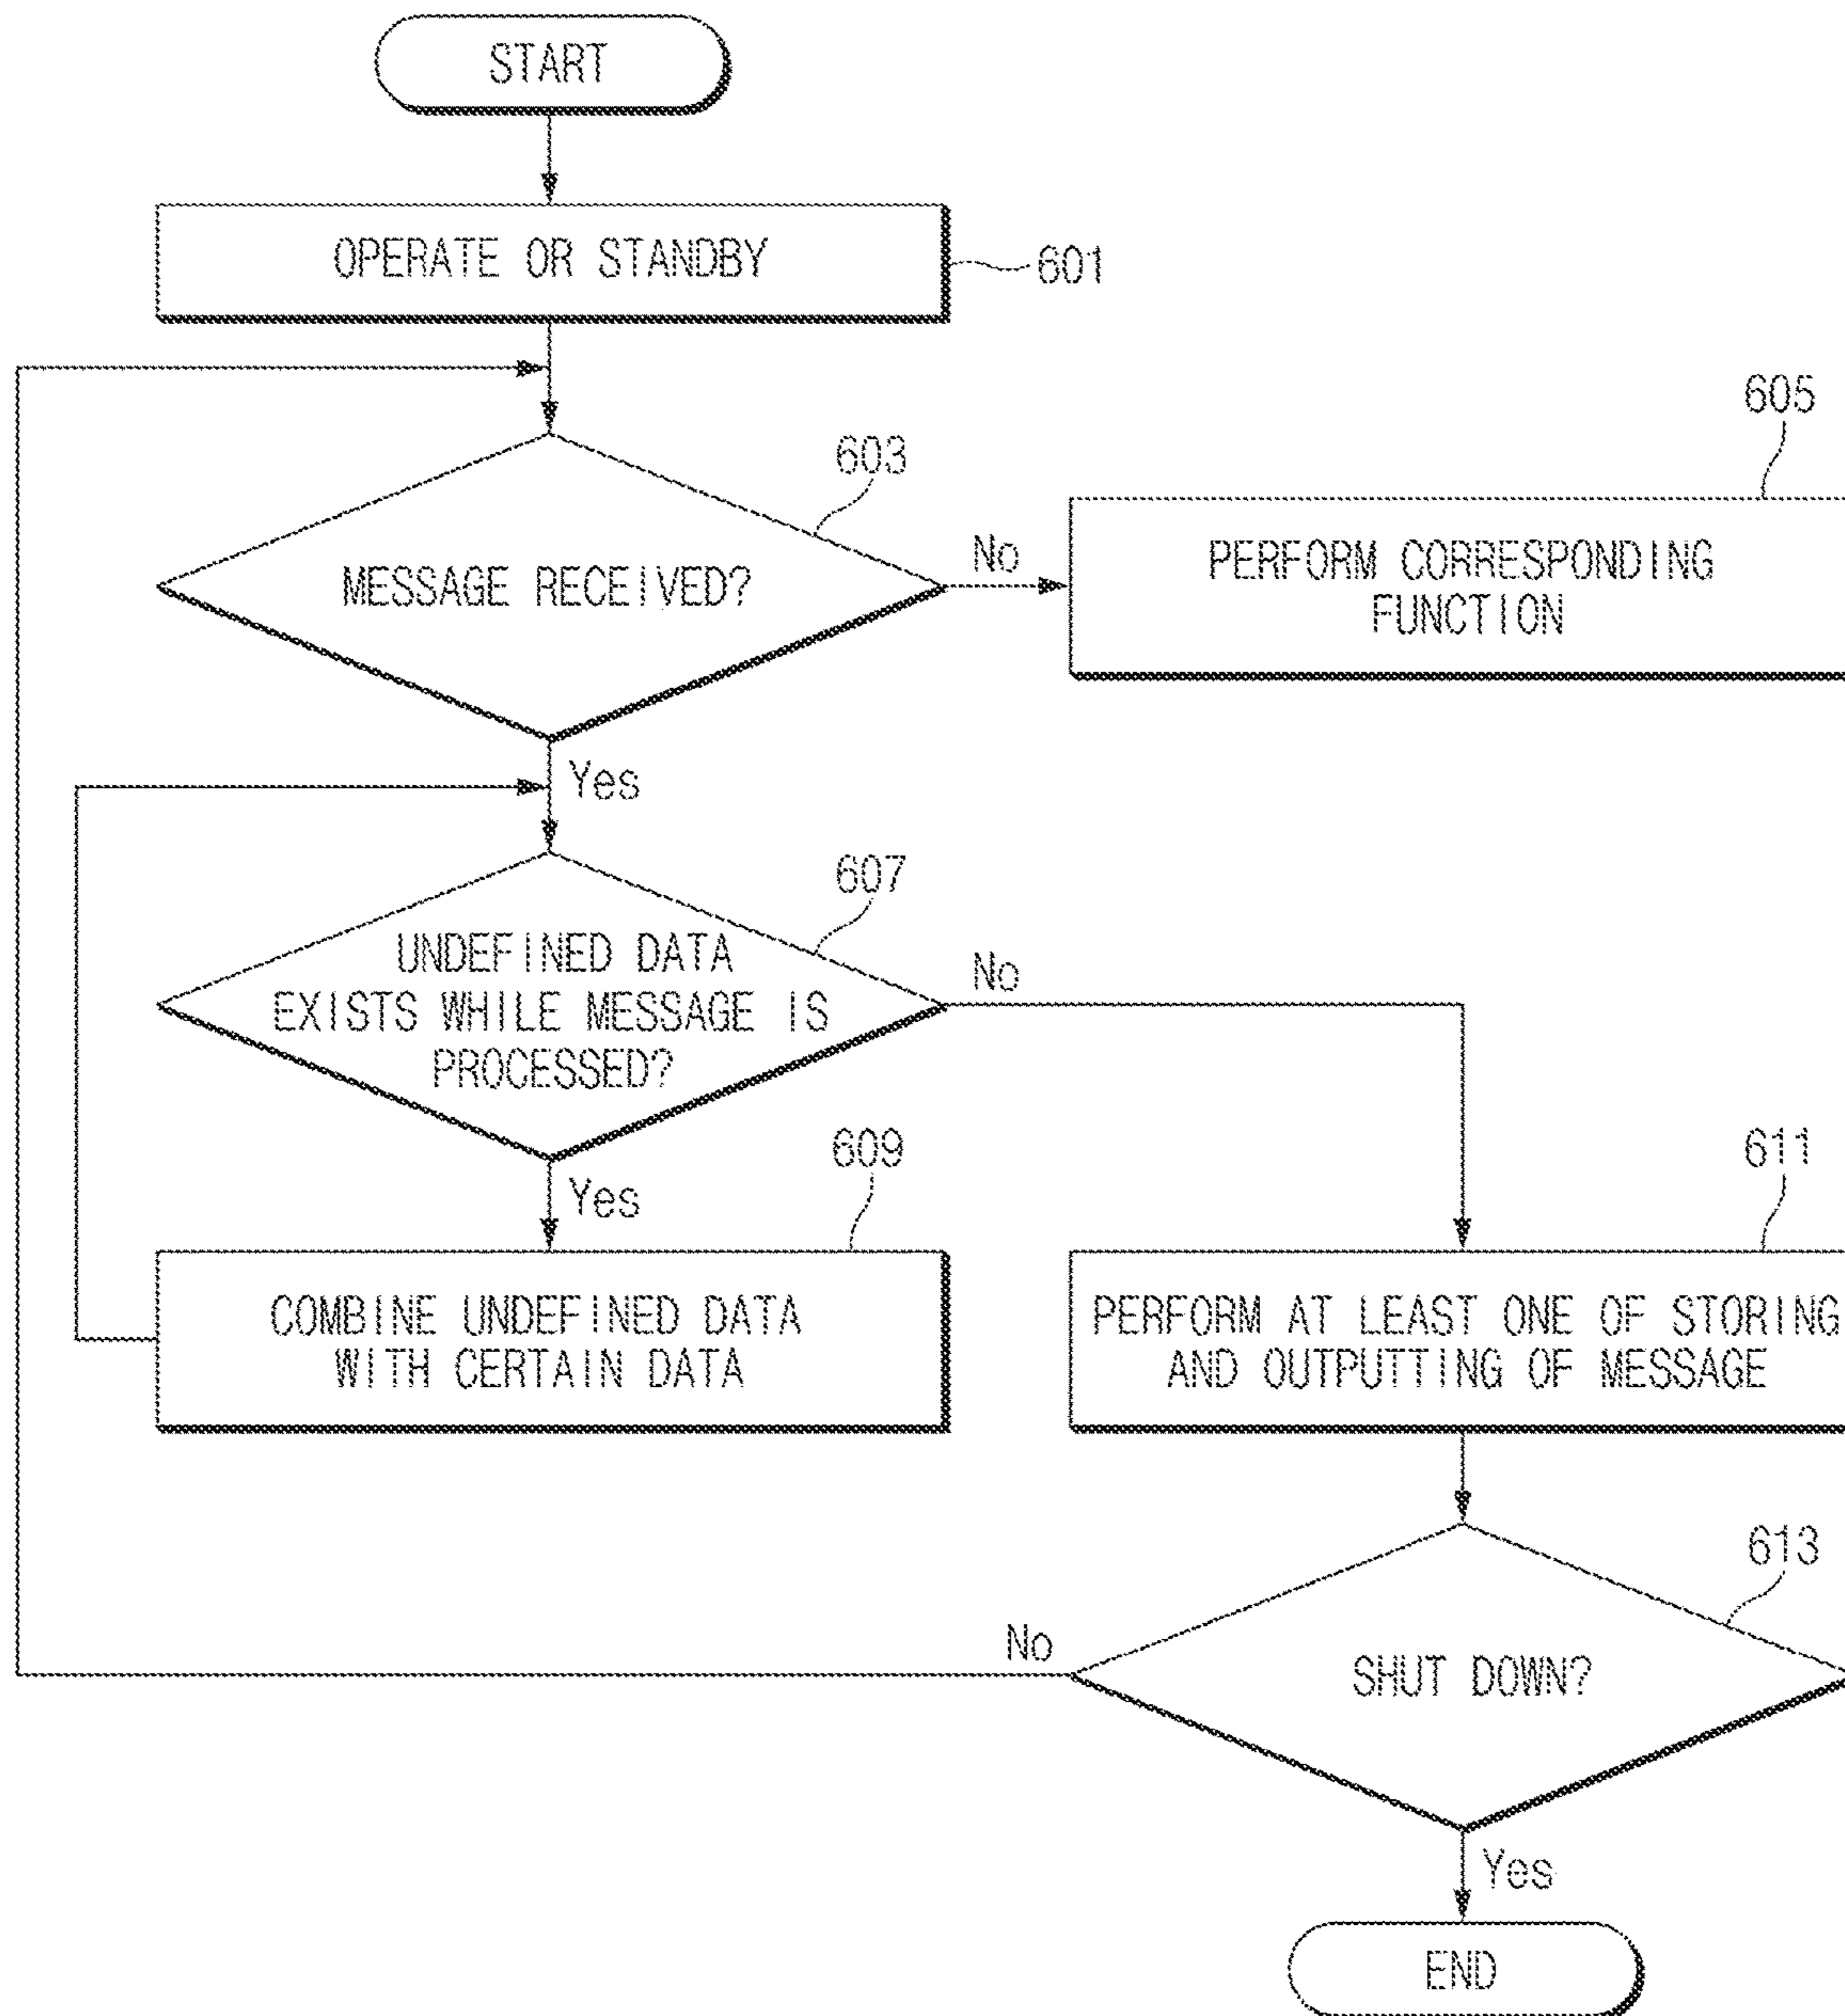 START
OPERATE OR STANDBY
601
603
605
MESSAGE RECEIVED?
No
PERFORM CORRESPONDING
FUNCTION
Yes
607
UNDEFINED DATA
EXISTS WHILE MESSAGE IS
PROCESSED?
No
Yes
609
611
COMBINE UNDEFINED DATA
WITH CERTAIN DATA
PERFORM AT LEAST ONE OF STORING
AND OUTPUTTING OF MESSAGE
613
No
SHUT DOWN?
Yes
END